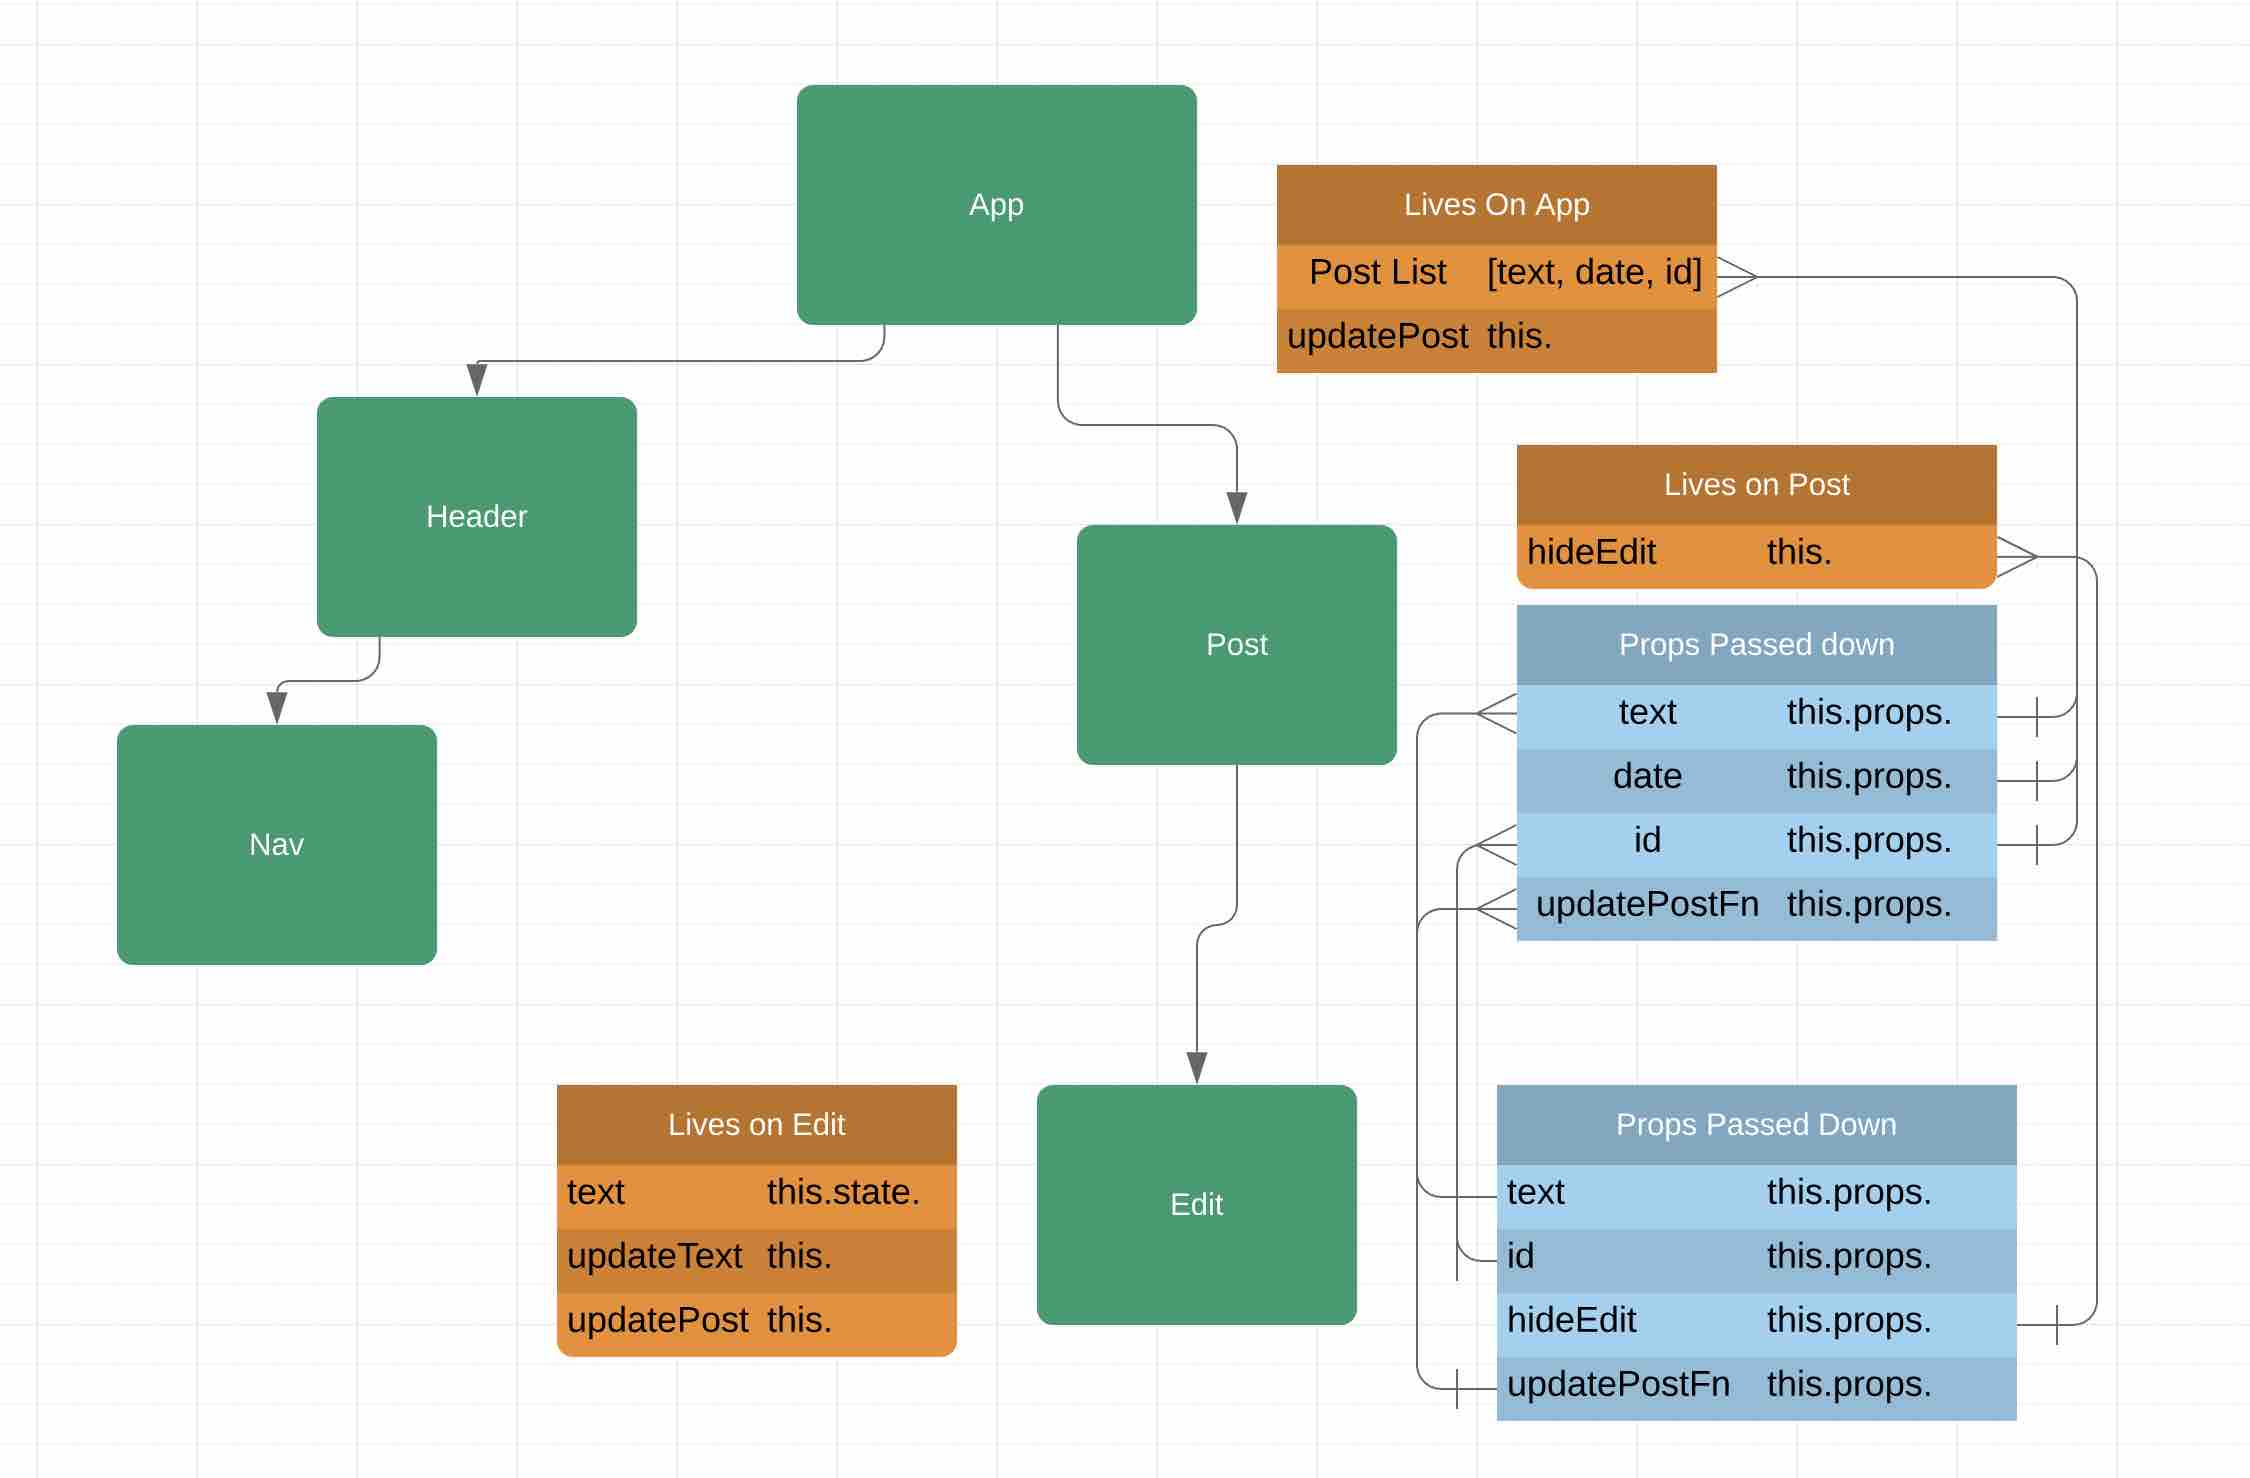 App
Lives On App
Post List [text, date, id]
updatePost this.
Header
Lives on Post
hideEdit this.
Post
Props Passed down
text this.props.
date this.props.
id this.props.
updatePostFn this.props.
Nav
Lives on Edit
text this.state.
updateText this.
updatePost this.
Edit
Props Passed Down
text this.props.
id this.props.
hideEdit this.props.
updatePostFn this.props.